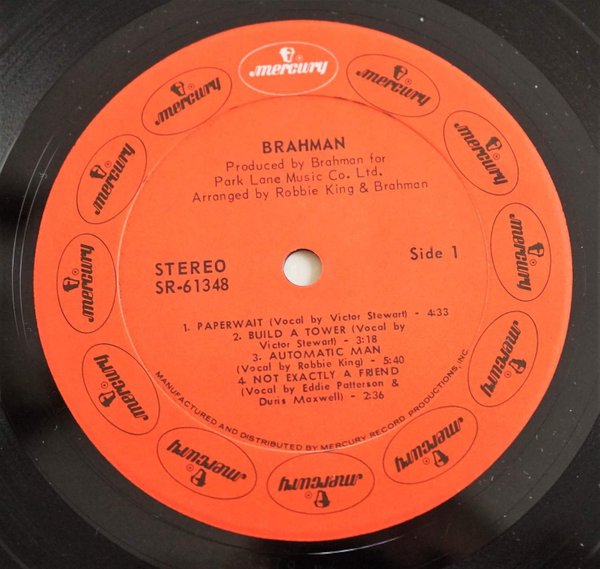 mercury
BRAHMAN
Produced by Brahman for
Park Lane Music Co. Ltd.
Arranged by Robbie King & Brahman
STEREO
SR-61348
Side 1
1. PAPERWAIT (Vocal by Victor Stewart) - 4:33
2. BUILD A TOWER (Vocal by
Victor Stewart) - 3:18
3. AUTOMATIC MAN
(Vocal by Robbie King) - 5:40
4. NOT EXACTLY A FRIEND
(Vocal by Eddie Patterson &
Duris Maxwell) - 2:36
MANUFACTURED AND DISTRIBUTED BY MERCURY RECORD PRODUCTIONS, INC.
mercury
mercury
mercury
mercury
mercury
mercury
mercury
mercury
mercury
mercury
mercury
mercury